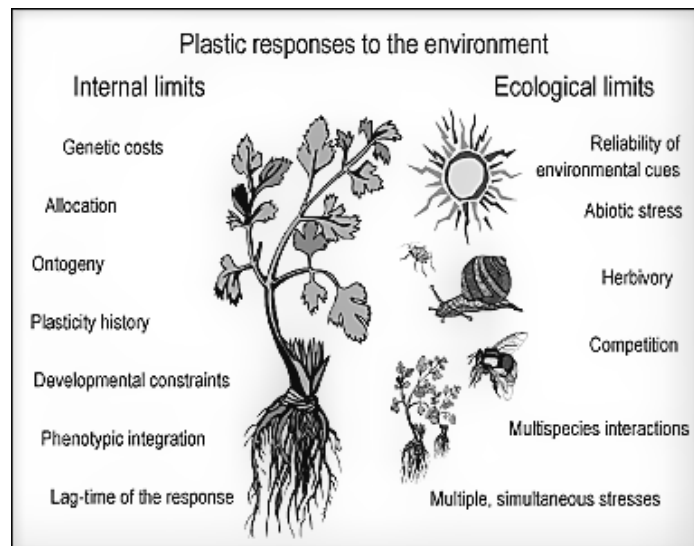 Plastic responses to the environment
Internal limits
Genetic costs
Allocation
Ontogeny
Plasticity history
Developmental constraints
Phenotypic integration
Lag-time of the response
Ecological limits
Reliability of
environmental cues
Abiotic stress
Herbivory
Competition
Multispecies interactions
Multiple, simultaneous stresses